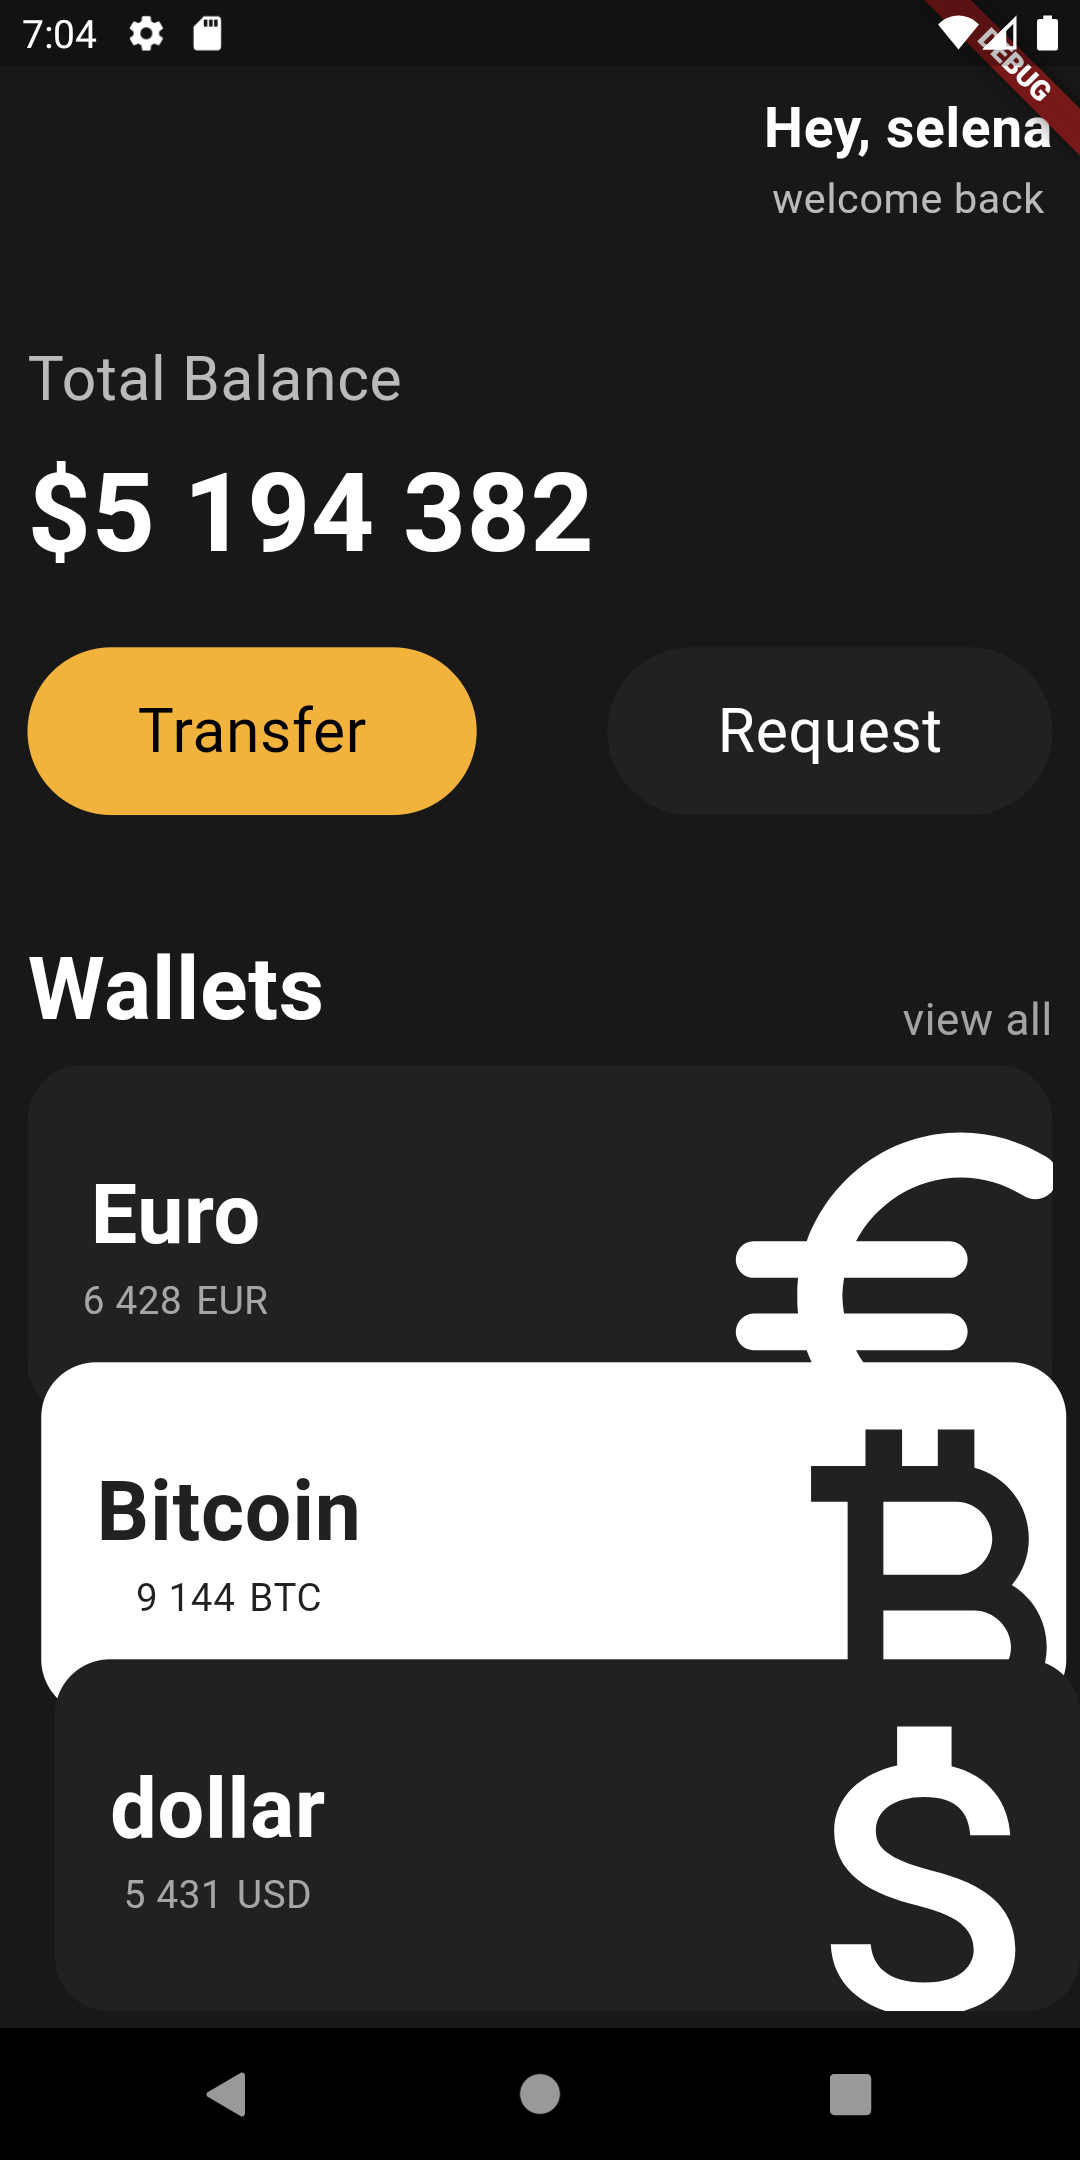 7:04
DEBUG
Hey, selena
welcome back
Total Balance
$5 194 382
Transfer
Request
Wallets
view all
Euro
6 428 EUR
Bitcoin
9 144 BTC
dollar
5 431 USD